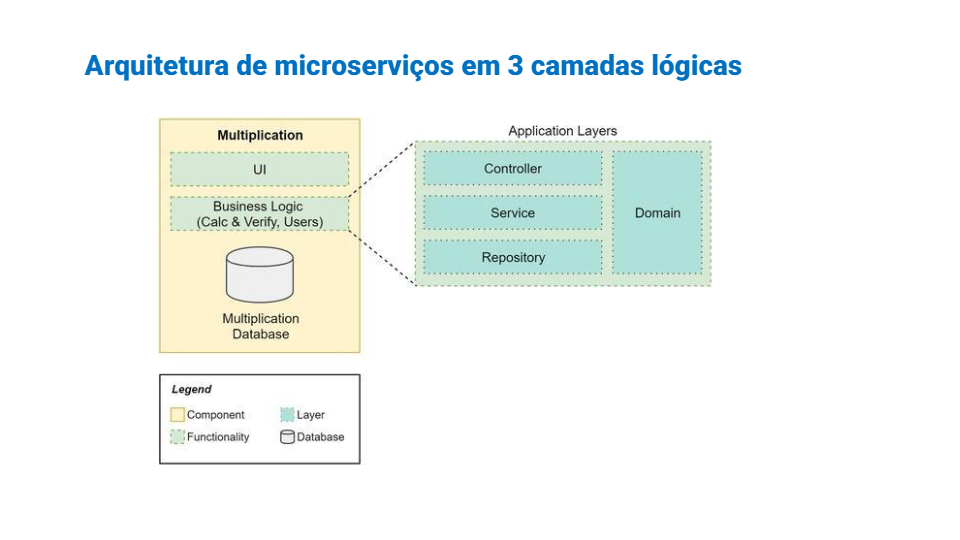 Arquitetura de microserviços em 3 camadas lógicas
Multiplication
UI
Business Logic
(Calc & Verify, Users)
Multiplication
Database
Application Layers
Controller
Service
Repository
Domain
Legend
Component
Layer
Functionality
Database